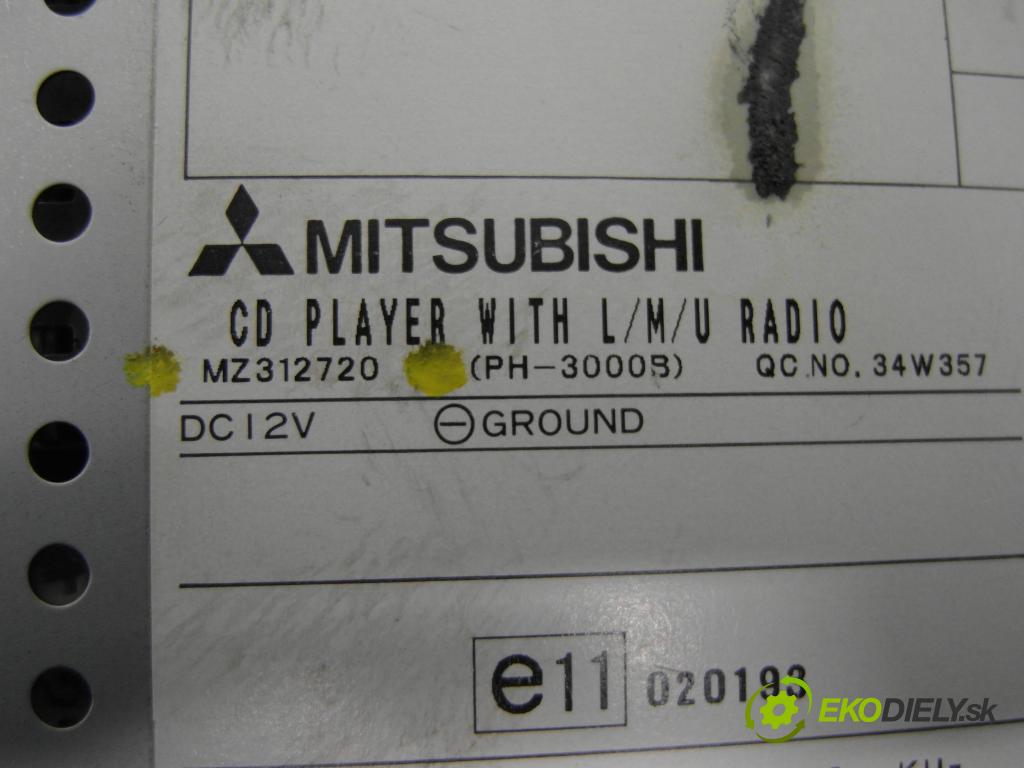 MITSUBISHI
CD PLAYER WITH L/M/U RADIO
MZ312720 (PH-3000B) QC.NO. 34W357
DC12V ⊖ GROUND
e11 020193
EKODIELY.sk